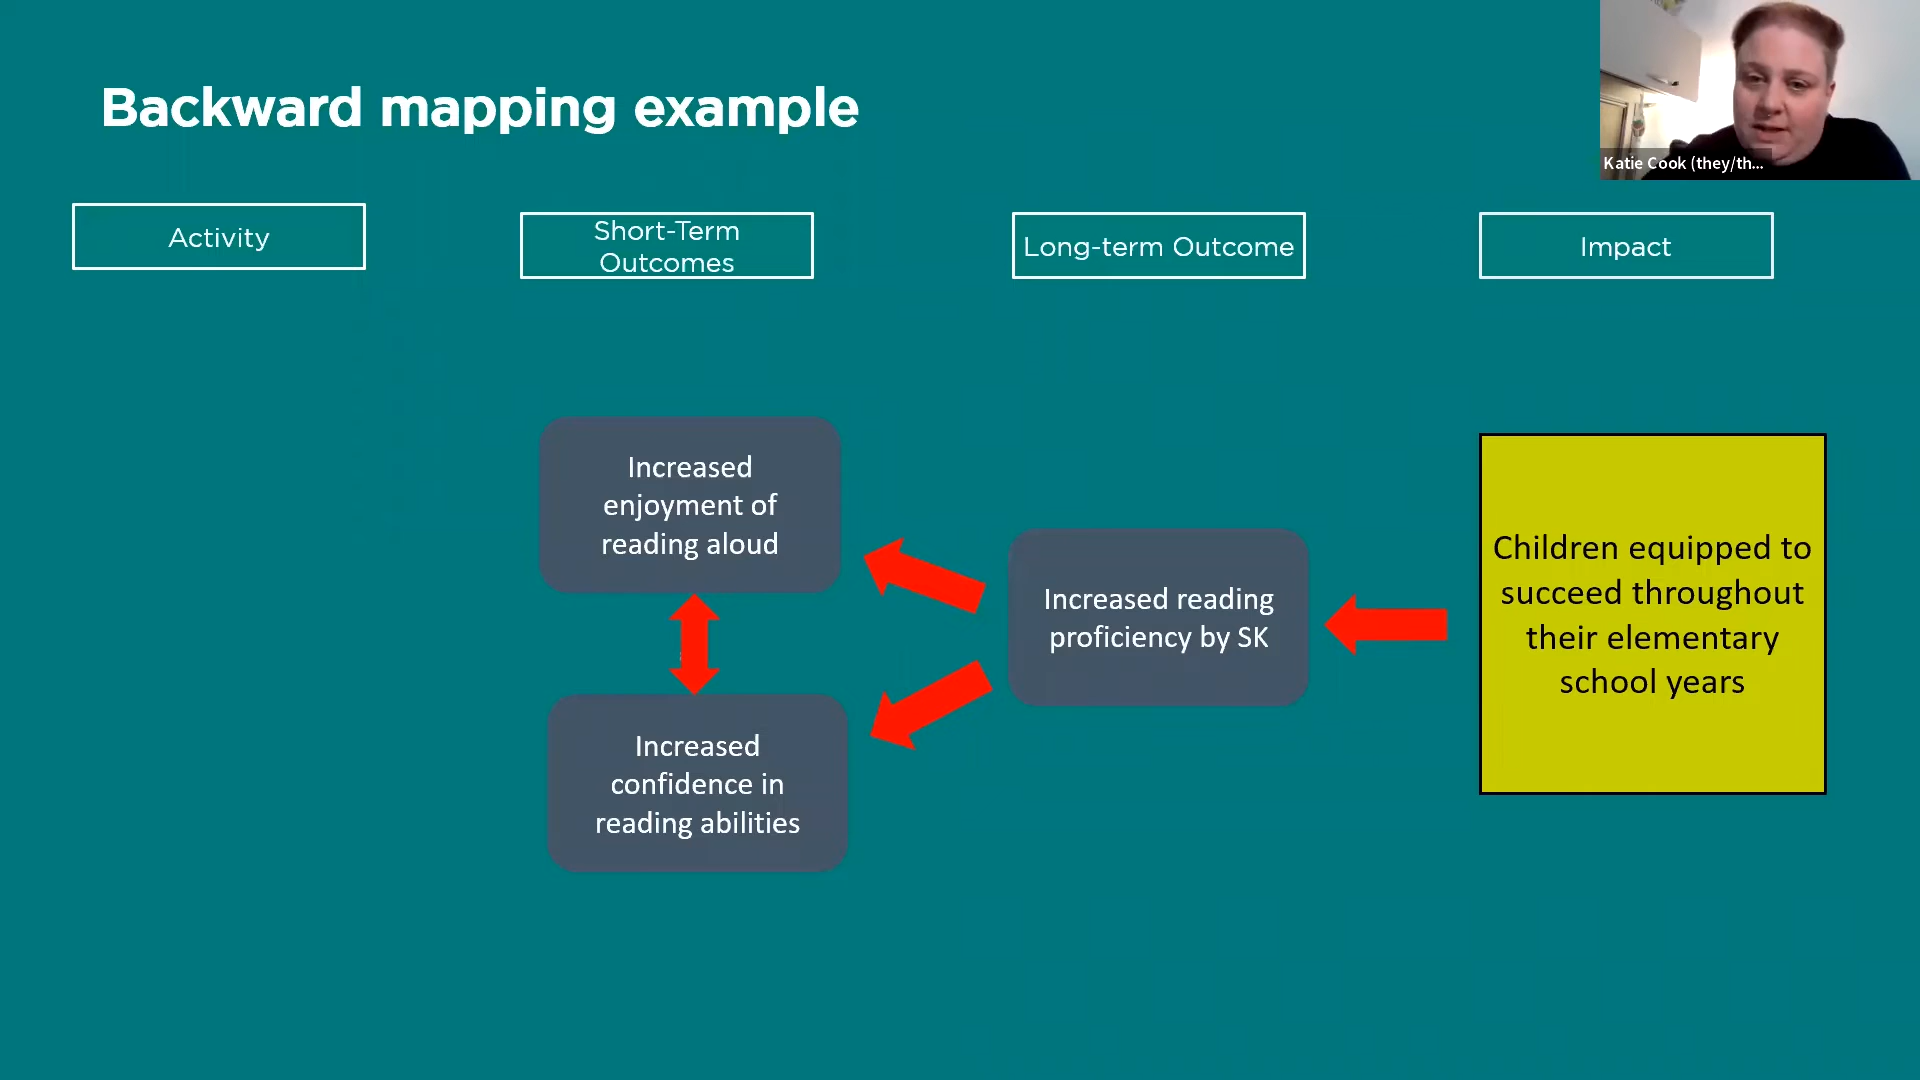 Backward mapping example
Katie Cook (they/th...
Activity
Short-Term
Outcomes
Long-term Outcome
Impact
Increased
enjoyment of
reading aloud
Increased
confidence in
reading abilities
Increased reading
proficiency by SK
Children equipped to
succeed throughout
their elementary
school years